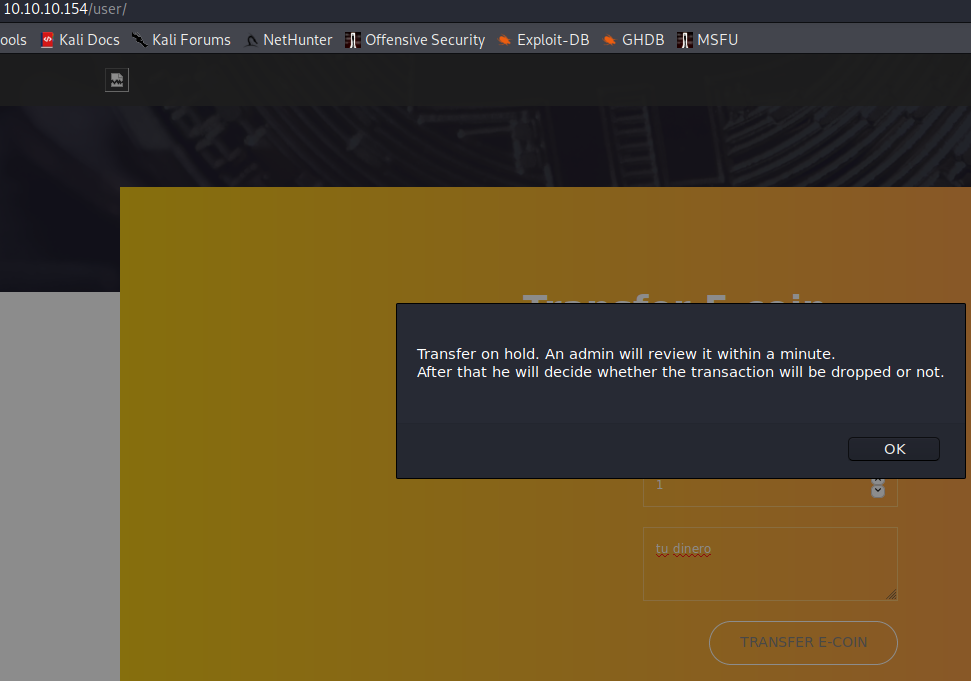 10.10.10.154/user/
ools Kali Docs Kali Forums NetHunter Offensive Security Exploit-DB GHDB MSFU
Transfer E-coin
Transfer on hold. An admin will review it within a minute.
After that he will decide whether the transaction will be dropped or not.
OK
1
tu dinero
TRANSFER E-COIN